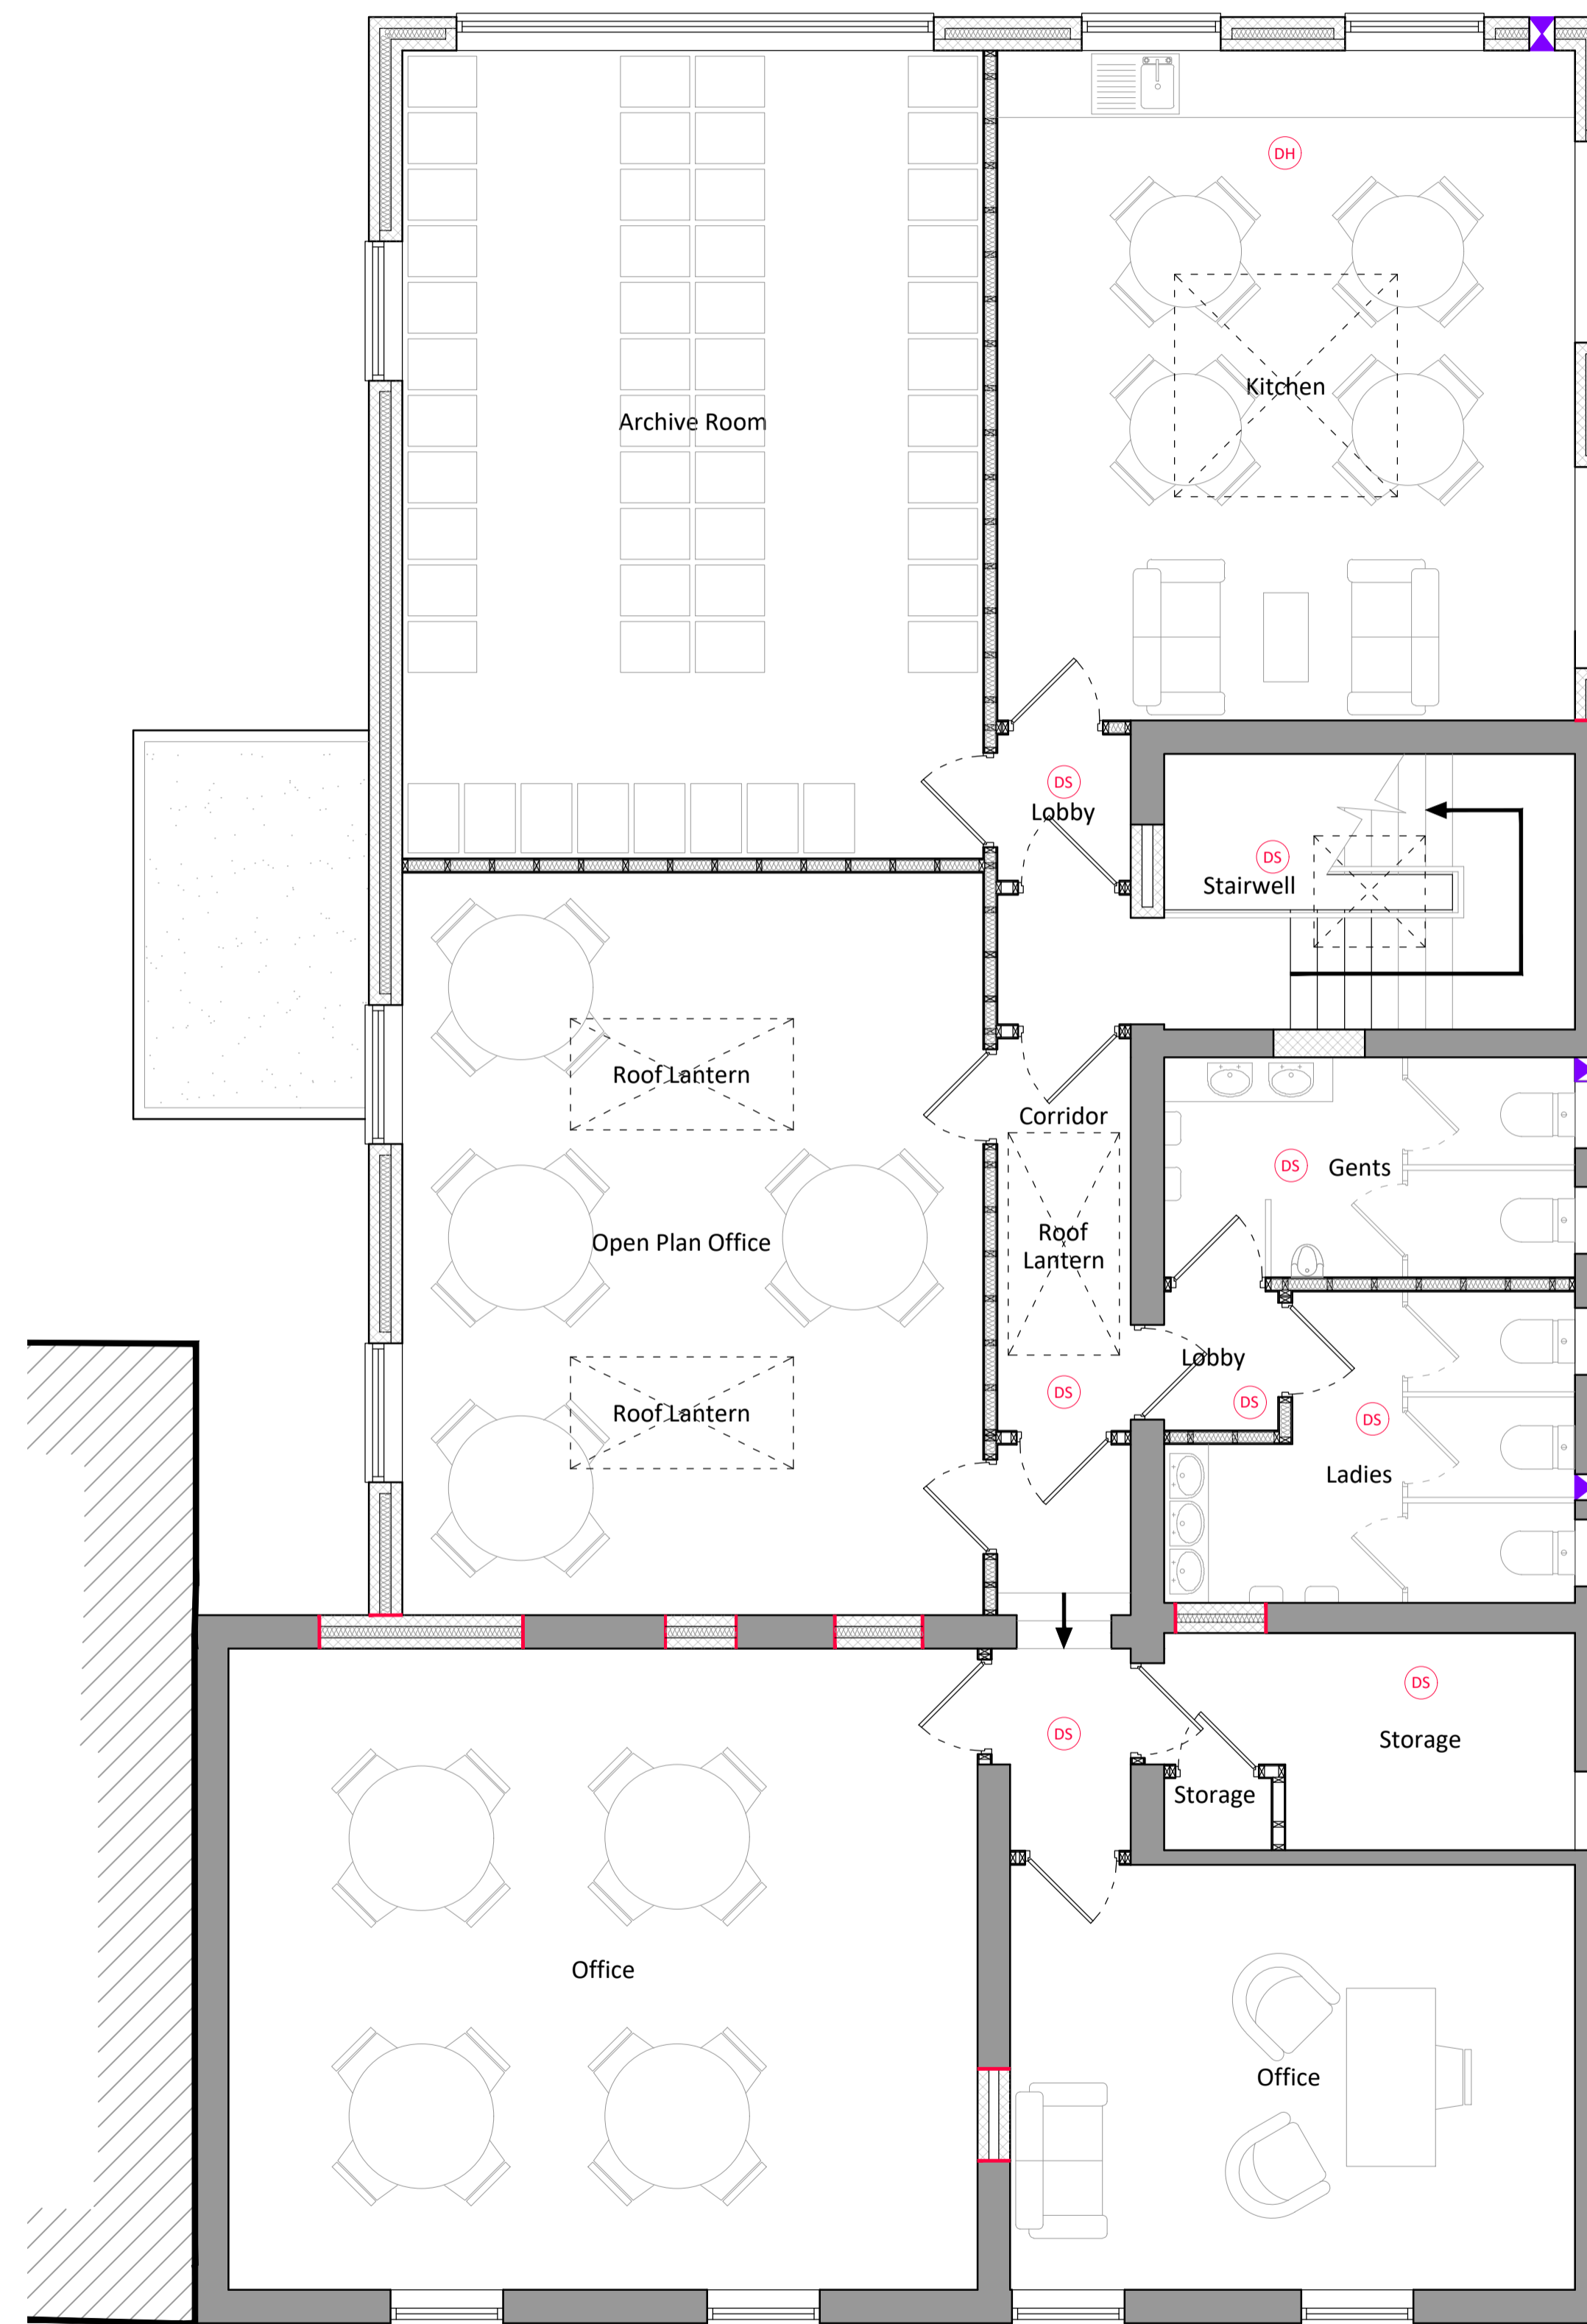 DH
Kitchen
Archive Room
DS
Lobby
DS
Stairwell
Roof Lantern
Corridor
DS
Gents
Roof
Lantern
Open Plan Office
Lobby
DS
DS
DS
Roof Lantern
Ladies
DS
Storage
DS
Storage
Office
Office